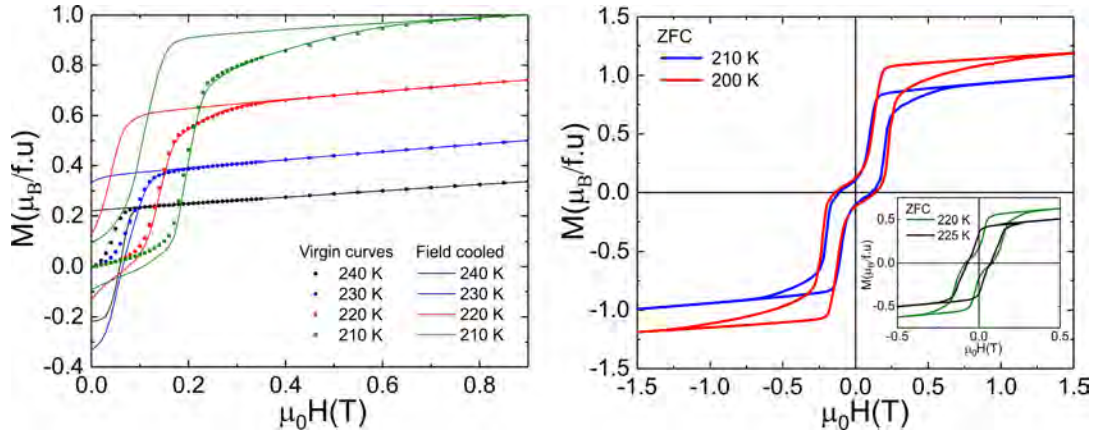 M(μB/f.u)
1.0
0.8
0.6
0.4
0.2
0.0
-0.2
-0.4
0.0 0.2 0.4 0.6 0.8
μ0H(T)
Virgin curves Field cooled
240 K 240 K
230 K 230 K
220 K 220 K
210 K 210 K
M(μB/f.u)
1.5
1.0
0.5
0.0
-0.5
-1.0
-1.5
-1.5 -1.0 -0.5 0.0 0.5 1.0 1.5
μ0H(T)
ZFC
210 K
200 K
M(μB/f.u)
0.5
0.0
-0.5
-0.5 0.0 0.5
μ0H(T)
ZFC
220 K
225 K